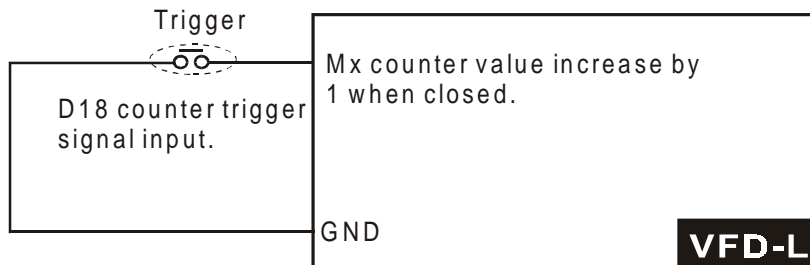 Trigger
Mx counter value increase by
1 when closed.
D18 counter trigger
signal input.
GND
VFD-L